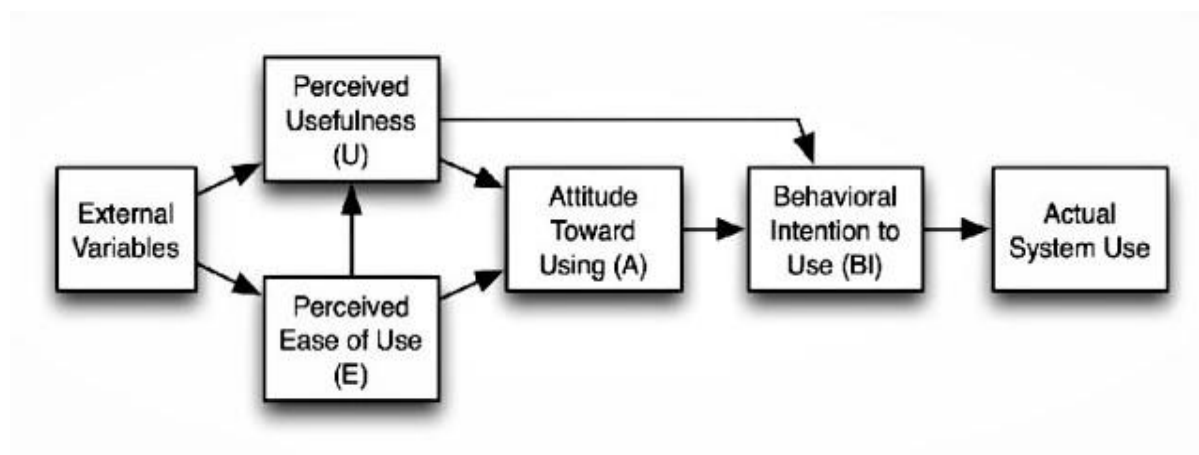 External
Variables
Perceived
Usefulness
(U)
Perceived
Ease of Use
(E)
Attitude
Toward
Using (A)
Behavioral
Intention to
Use (BI)
Actual
System Use